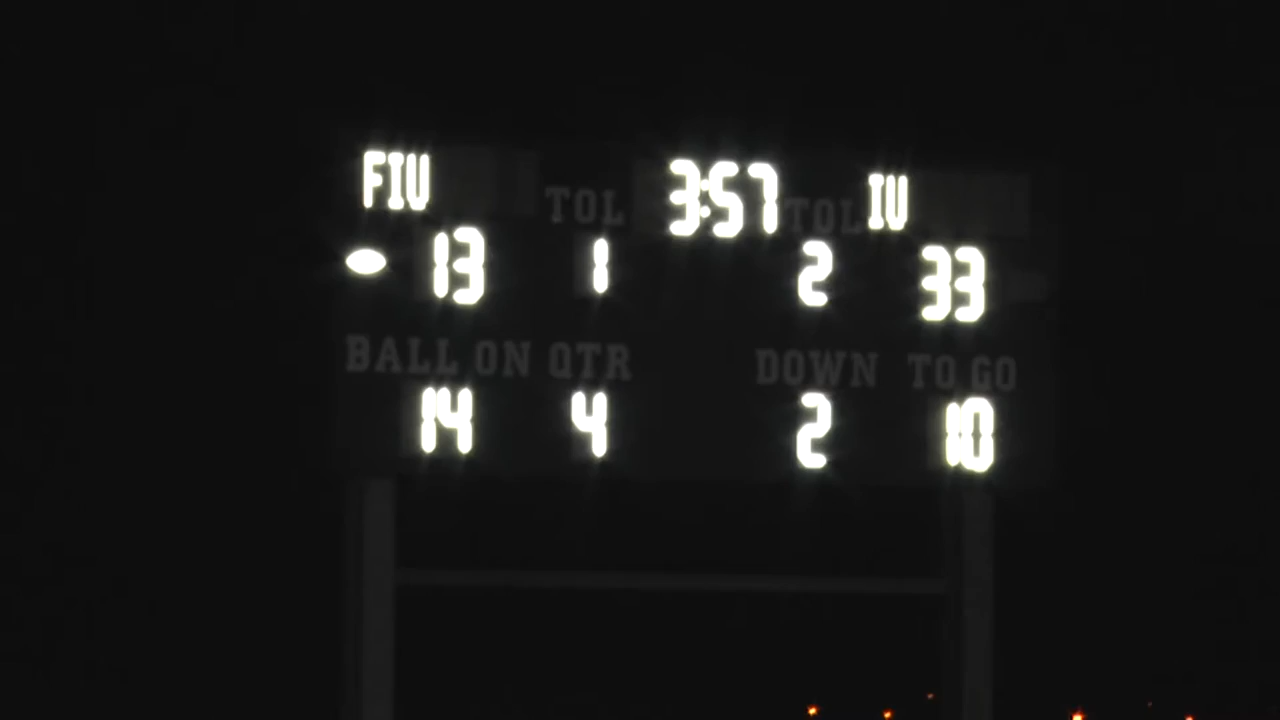 FIU TOL 3:57 TOL IU
13 1 2 33
BALL ON QTR DOWN TO GO
14 4 2 10